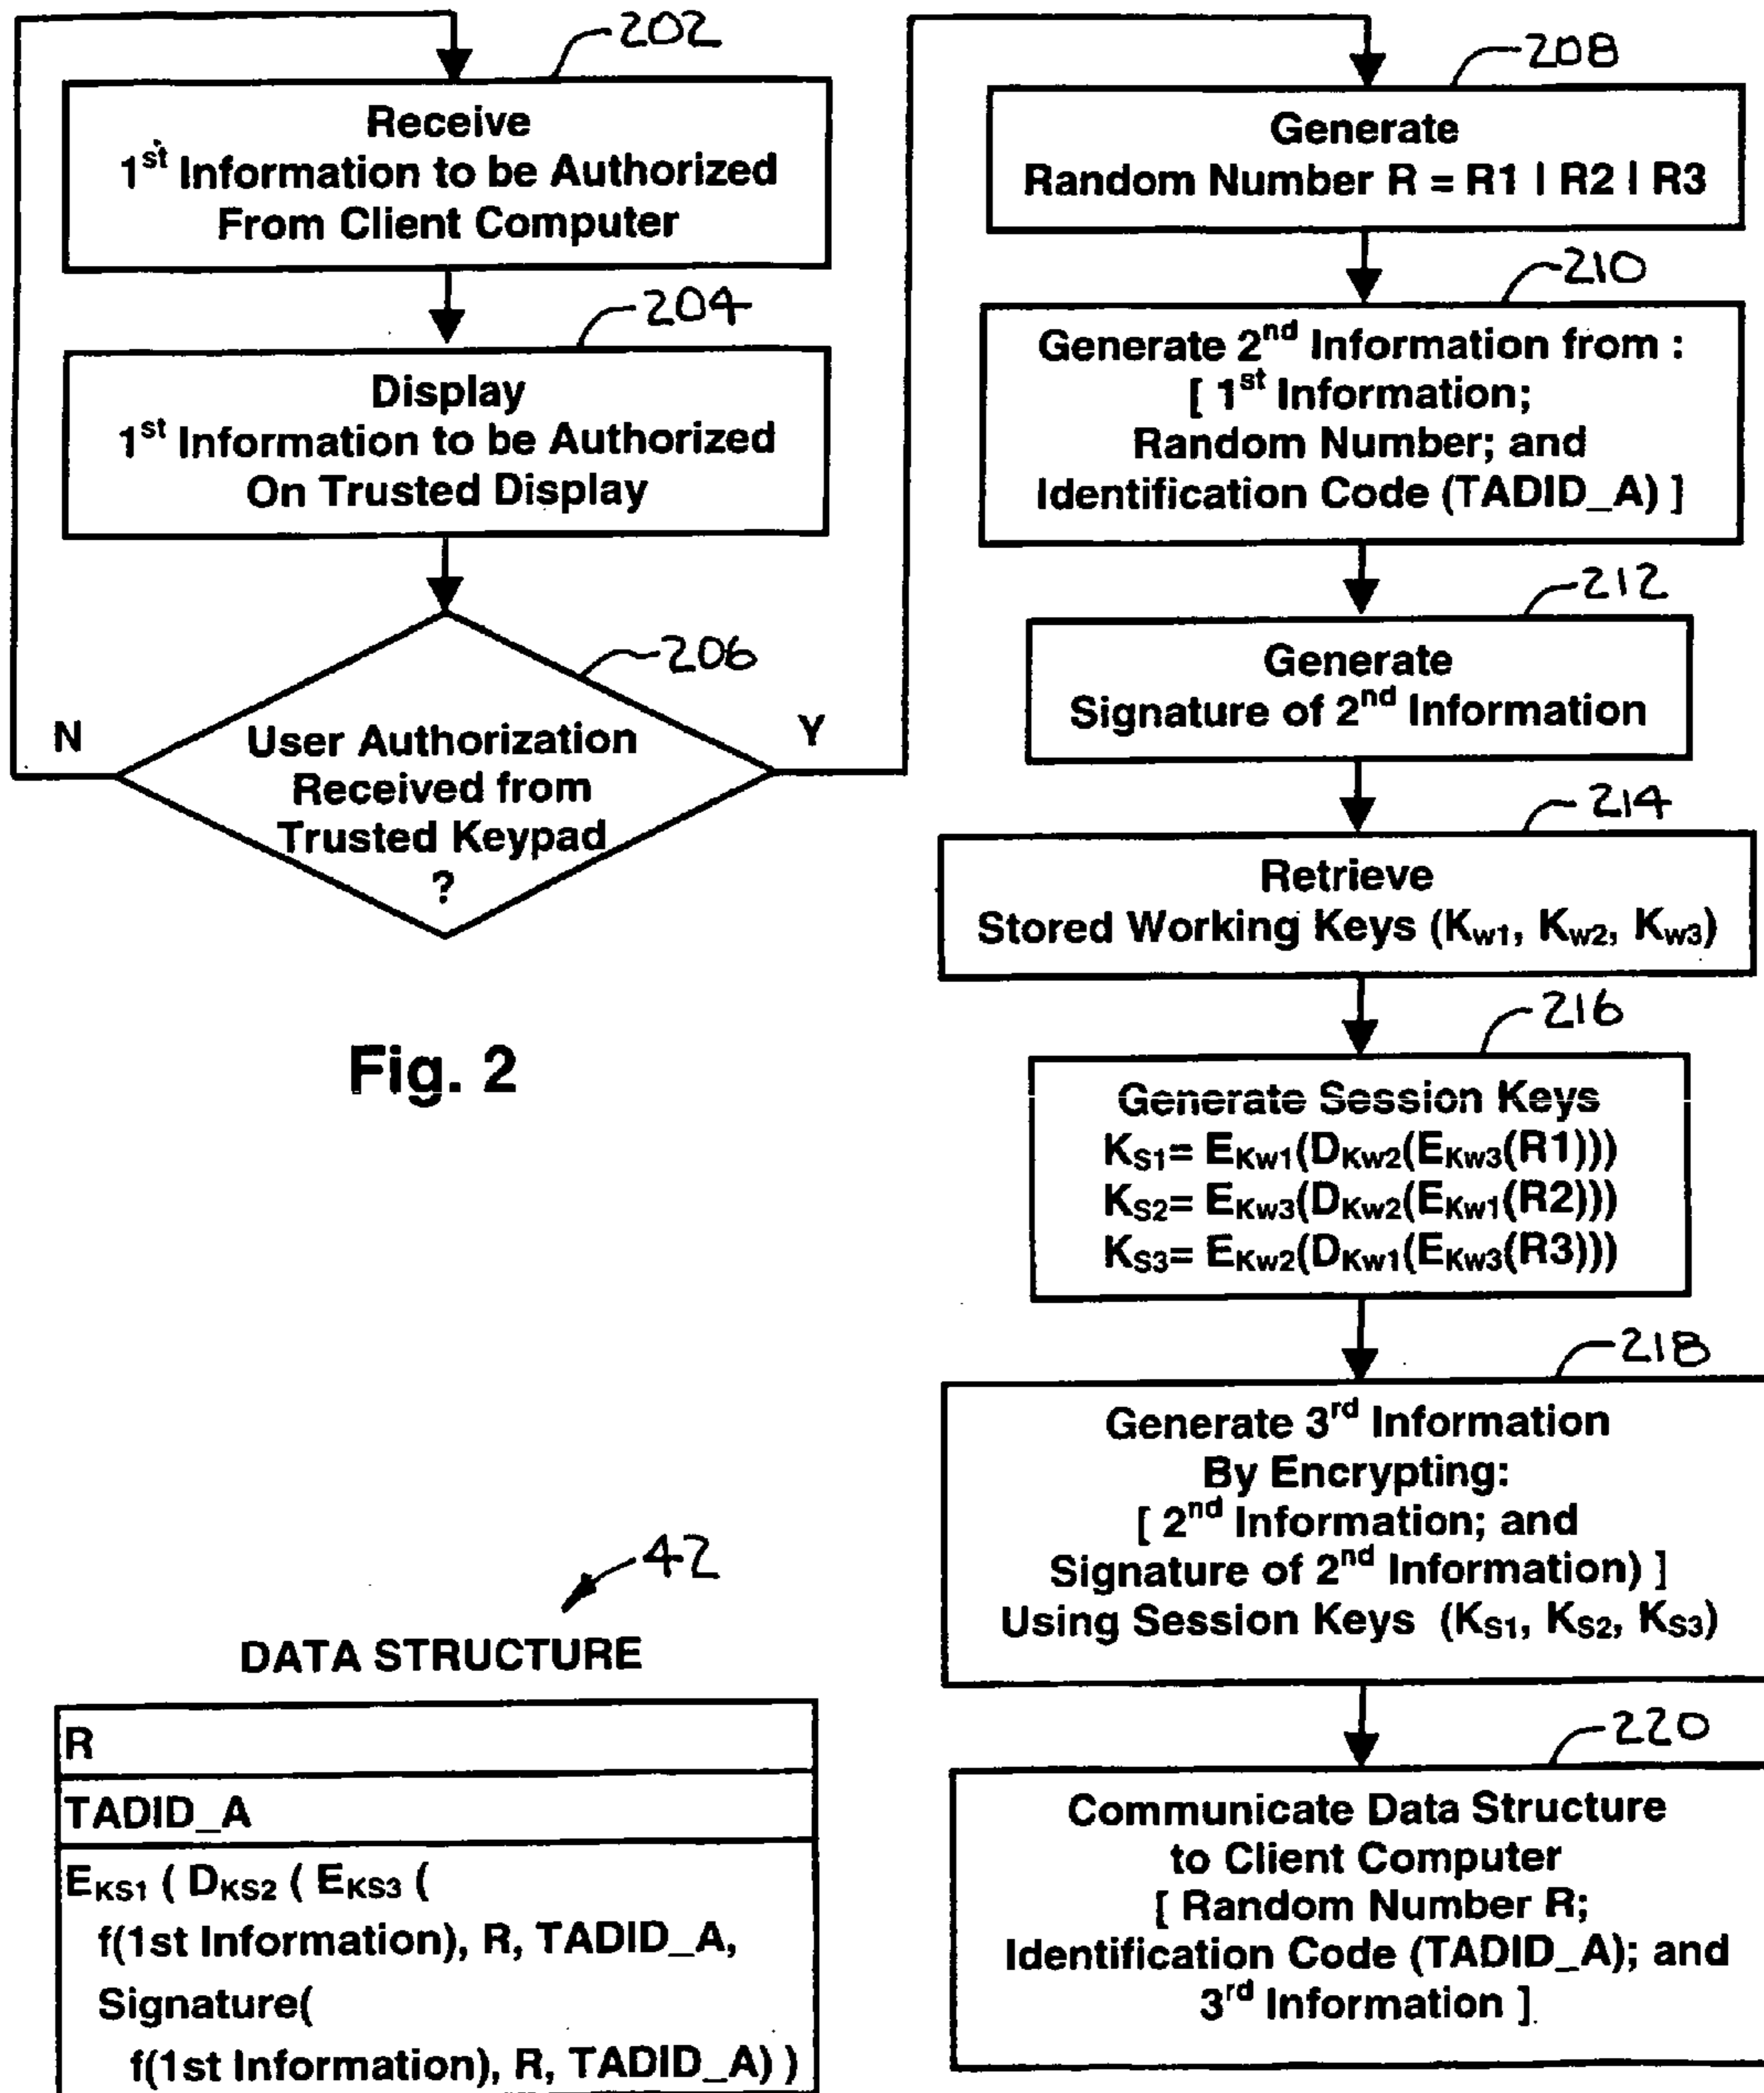 202
Receive
1st Information to be Authorized
From Client Computer
204
Display
1st Information to be Authorized
On Trusted Display
206
N
Y
User Authorization
Received from
Trusted Keypad
?
Fig. 2
42
DATA STRUCTURE
R
TADID_A
EKS1 ( DKS2 ( EKS3 (
f(1st Information), R, TADID_A,
Signature(
f(1st Information), R, TADID_A) )
208
Generate
Random Number R = R1 | R2 | R3
210
Generate 2nd Information from :
[ 1st Information;
Random Number; and
Identification Code (TADID_A) ]
212
Generate
Signature of 2nd Information
214
Retrieve
Stored Working Keys (Kw1, Kw2, Kw3)
216
Generate Session Keys
KS1= EKw1(DKw2(EKw3(R1)))
KS2= EKw3(DKw2(EKw1(R2)))
KS3= EKw2(DKw1(EKw3(R3)))
218
Generate 3rd Information
By Encrypting:
[ 2nd Information; and
Signature of 2nd Information) ]
Using Session Keys (KS1, KS2, KS3)
220
Communicate Data Structure
to Client Computer
[ Random Number R;
Identification Code (TADID_A); and
3rd Information ]